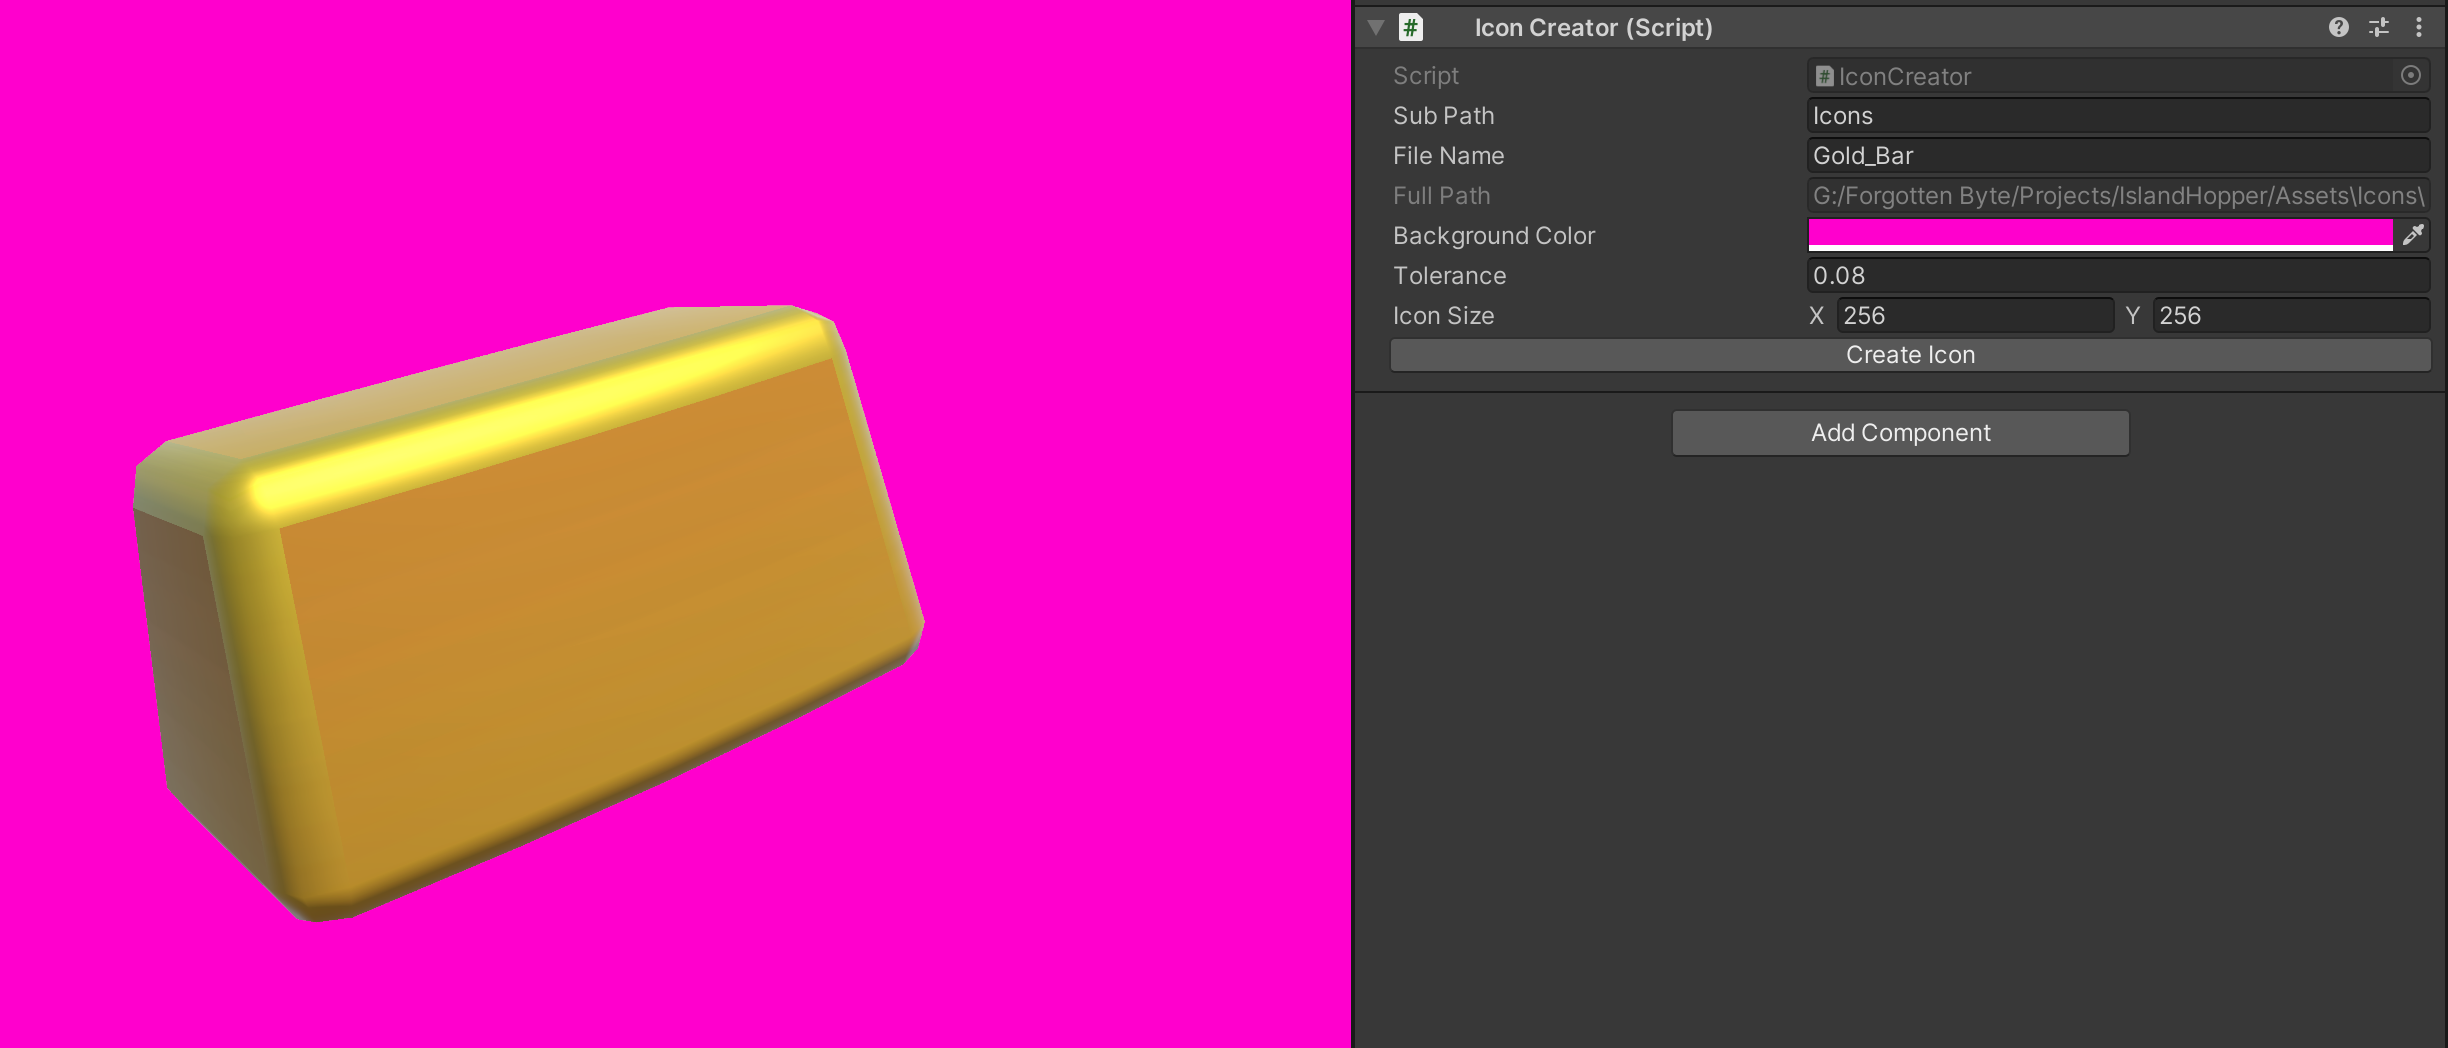 Icon Creator (Script)
Script IconCreator
Sub Path Icons
File Name Gold_Bar
Full Path G:/Forgotten Byte/Projects/IslandHopper/Assets\Icons\
Background Color
Tolerance 0.08
Icon Size X 256 Y 256
Create Icon
Add Component